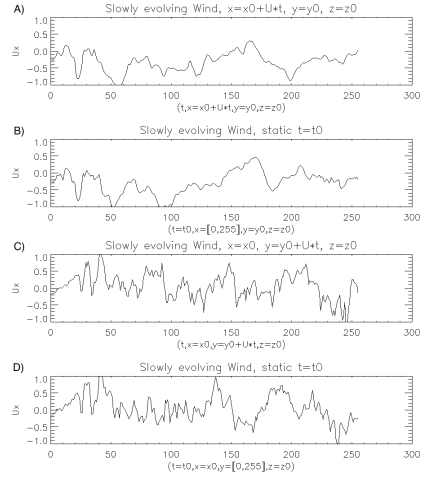 A) Slowly evolving Wind, x=x0+U*t, y=y0, z=z0
Ux
1.0
0.5
0.0
−0.5
−1.0
0 50 100 150 200 250 300
(t,x=x0+U*t,y=y0,z=z0)
B) Slowly evolving Wind, static t=t0
Ux
1.0
0.5
0.0
−0.5
−1.0
0 50 100 150 200 250 300
(t=t0,x=[0,255],y=y0,z=z0)
C) Slowly evolving Wind, x=x0, y=y0+U*t, z=z0
Ux
1.0
0.5
0.0
−0.5
−1.0
0 50 100 150 200 250 300
(t,x=x0,y=y0+U*t,z=z0)
D) Slowly evolving Wind, static t=t0
Ux
1.0
0.5
0.0
−0.5
−1.0
0 50 100 150 200 250 300
(t=t0,x=x0,y=[0,255],z=z0)